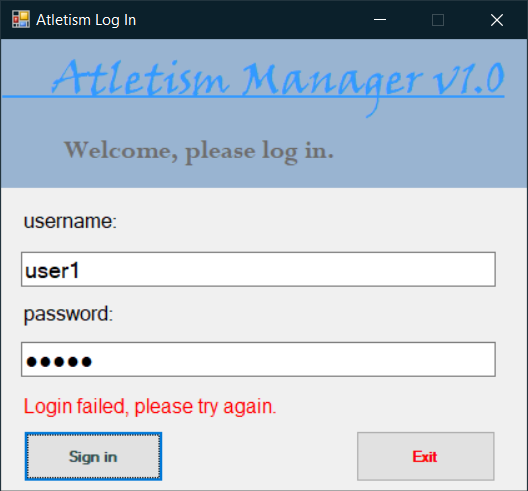 Atletism Log In
Atletism Manager v1.0
Welcome, please log in.
username:
user1
password:
●●●●●
Login failed, please try again.
Sign in
Exit